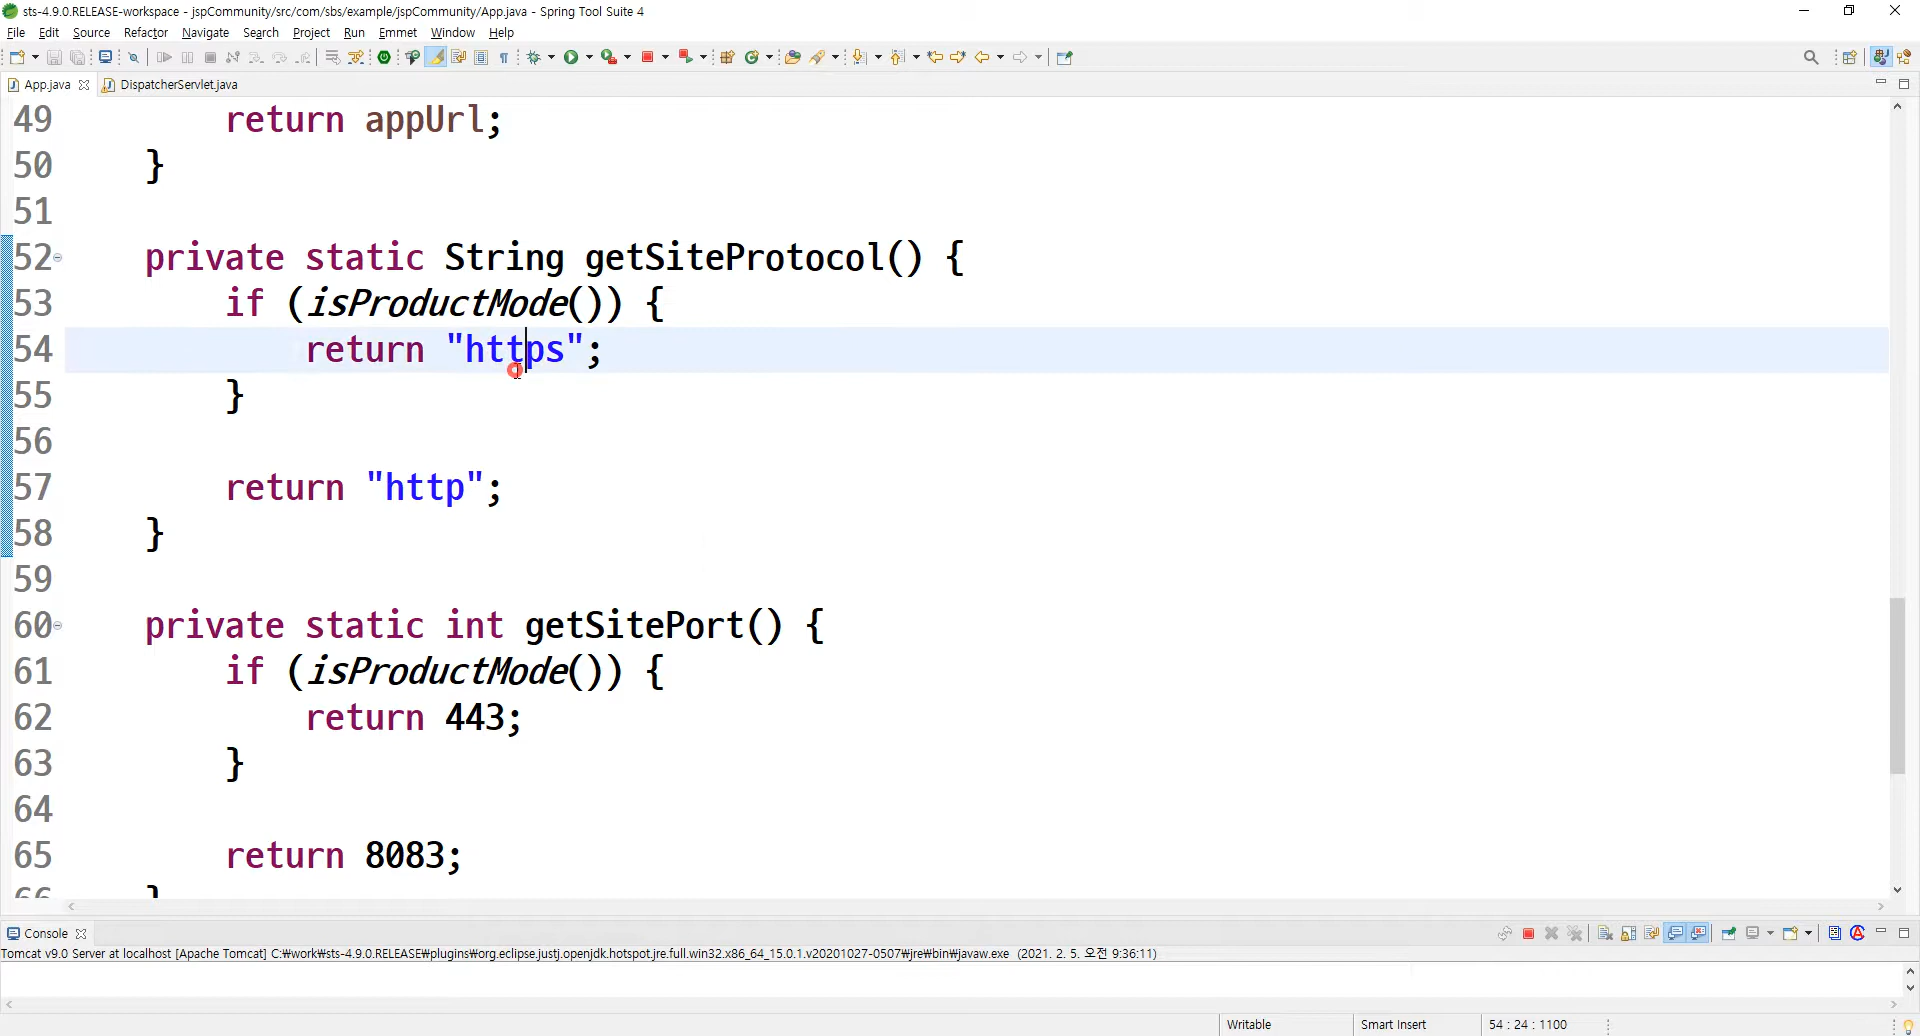 sts-4.9.0.RELEASE-workspace - jspCommunity/src/com/sbs/example/jspCommunity/App.java - Spring Tool Suite 4
File Edit Source Refactor Navigate Search Project Run Emmet Window Help
App.java DispatcherServlet.java
49 return appUrl;
50 }
51
52 private static String getSiteProtocol() {
53 if (isProductMode()) {
54 return "https";
55 }
56
57 return "http";
58 }
59
60 private static int getSitePort() {
61 if (isProductMode()) {
62 return 443;
63 }
64
65 return 8083;
66 }
Console
Tomcat v9.0 Server at localhost [Apache Tomcat] C:₩work₩sts-4.9.0.RELEASE₩plugins₩org.eclipse.justj.openjdk.hotspot.jre.full.win32.x86_64_15.0.1.v20201027-0507₩jre₩bin₩javaw.exe (2021. 2. 5. 오전 9:36:11)
Writable Smart Insert 54 : 24 : 1100